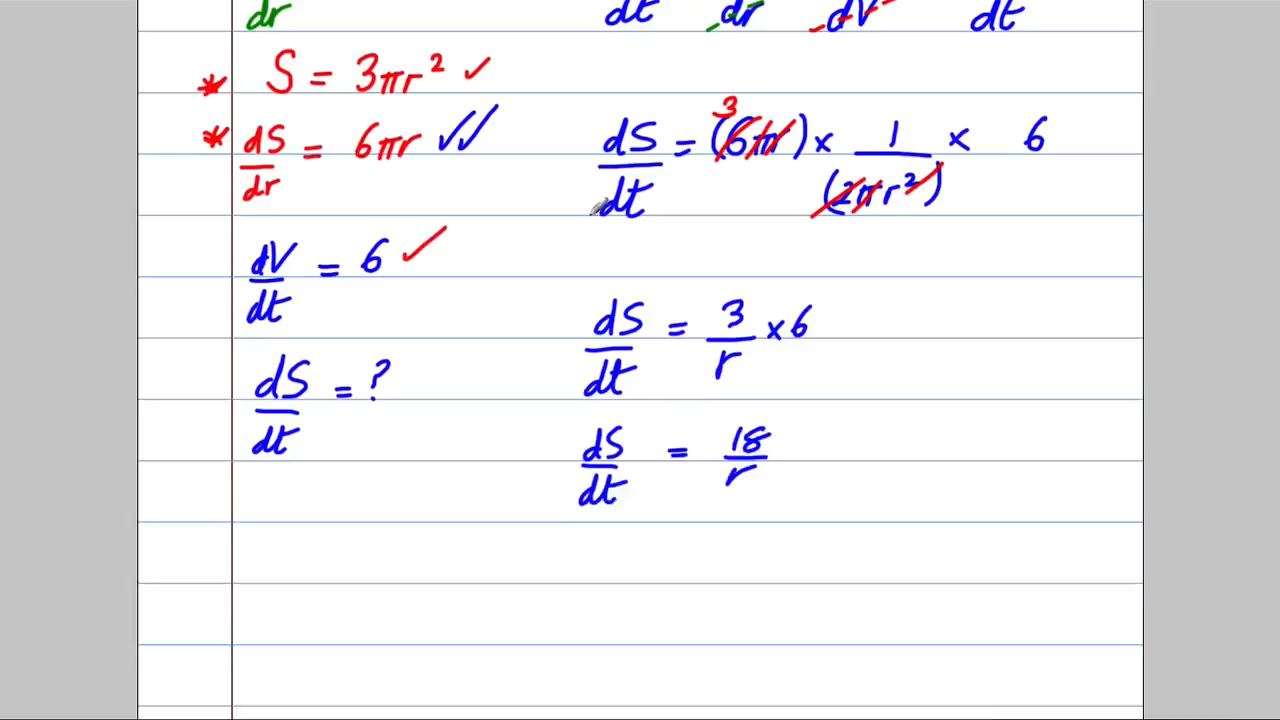 dr
dt dr dV dt
* S = 3πr² ✓
* dS/dr = 6πr ✓✓
dV/dt = 6 ✓
dS/dt = ?
dS/dt = (6πr) 3 × 1/(2πr²) × 6
dS/dt = 3/r × 6
dS/dt = 18/r